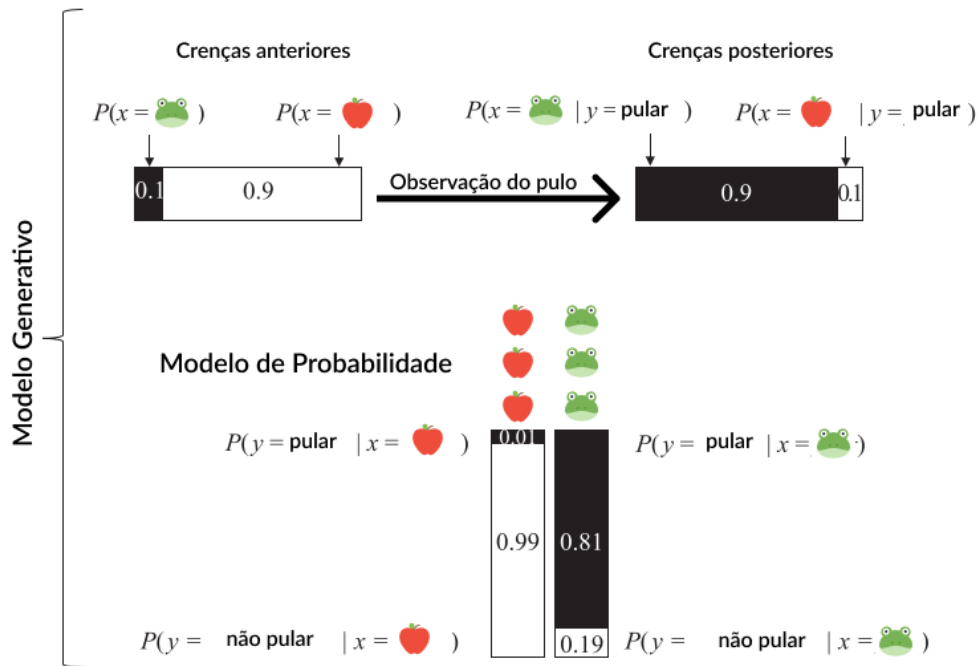 Modelo Generativo
Crenças anteriores
Crenças posteriores
P(x = 🐸 )
P(x = 🍎 )
P(x = 🐸 | y = pular )
P(x = 🍎 | y = pular )
0.1
0.9
Observação do pulo
0.9
0.1
Modelo de Probabilidade
P(y = pular | x = 🍎 )
0.01
P(y = pular | x = 🐸 )
0.99
0.81
P(y = não pular | x = 🍎 )
0.19
P(y = não pular | x = 🐸 )